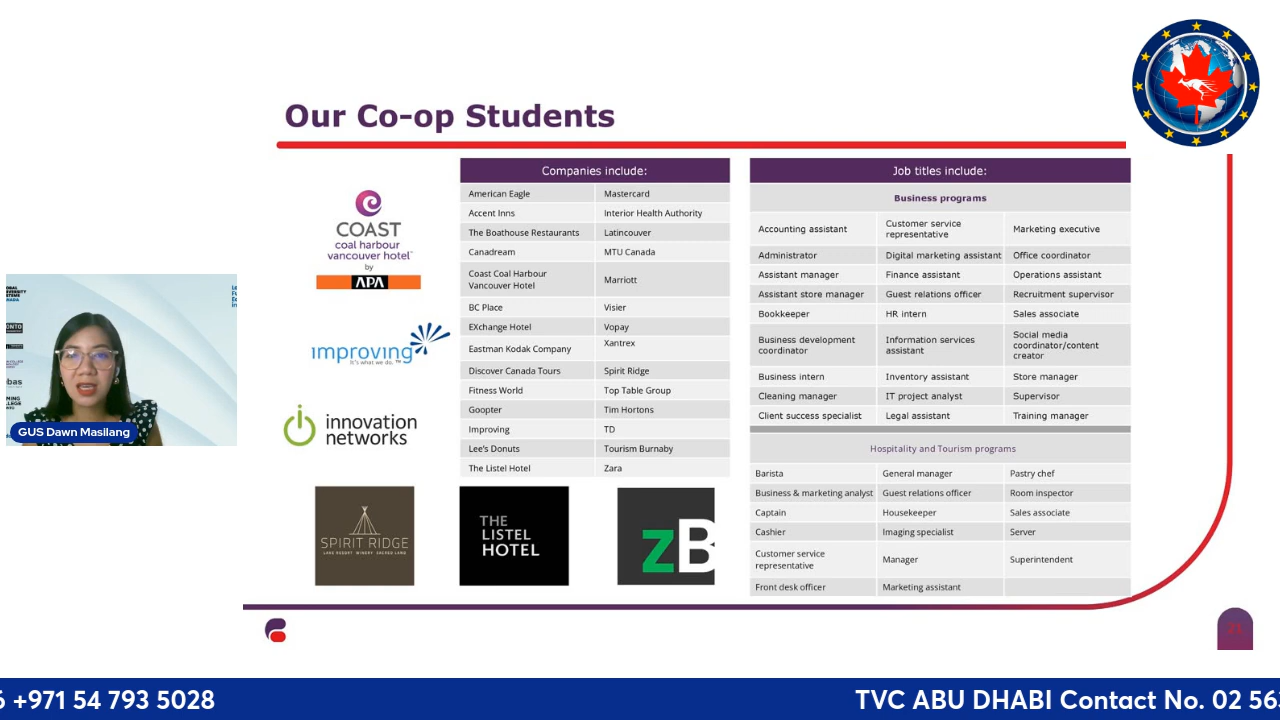 Our Co-op Students
COAST
coal harbour
vancouver hotel
by
APA
improving
It's what we do.™
innovation
networks
SPIRIT RIDGE
LAKE RESORT WINERY SACRED LAND
THE
LISTEL
HOTEL
zB
Companies include:
American Eagle Mastercard
Accent Inns Interior Health Authority
The Boathouse Restaurants Latincouver
Canadream MTU Canada
Coast Coal Harbour
Vancouver Hotel Marriott
BC Place Visier
EXchange Hotel Vopay
Eastman Kodak Company Xantrex
Discover Canada Tours Spirit Ridge
Fitness World Top Table Group
Goopter Tim Hortons
Improving TD
Lee's Donuts Tourism Burnaby
The Listel Hotel Zara
Job titles include:
Business programs
Accounting assistant Customer service
representative Marketing executive
Administrator Digital marketing assistant Office coordinator
Assistant manager Finance assistant Operations assistant
Assistant store manager Guest relations officer Recruitment supervisor
Bookkeeper HR intern Sales associate
Business development
coordinator Information services
assistant Social media
coordinator/content
creator
Business intern Inventory assistant Store manager
Cleaning manager IT project analyst Supervisor
Client success specialist Legal assistant Training manager
Hospitality and Tourism programs
Barista General manager Pastry chef
Business & marketing analyst Guest relations officer Room inspector
Captain Housekeeper Sales associate
Cashier Imaging specialist Server
Customer service
representative Manager Superintendent
Front desk officer Marketing assistant
GUS Dawn Masilang
21
+971 54 793 5028
TVC ABU DHABI Contact No. 02 56